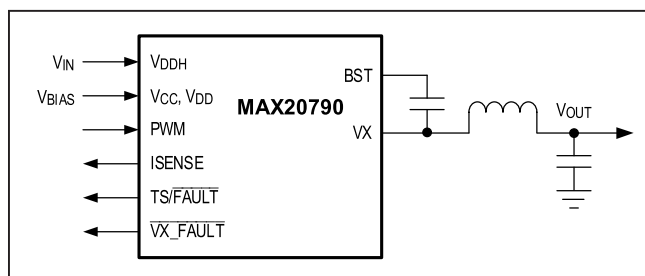 VIN VDDH
VBIAS VCC, VDD
PWM
ISENSE
TS/FAULT
VX_FAULT
MAX20790
BST
VX
VOUT